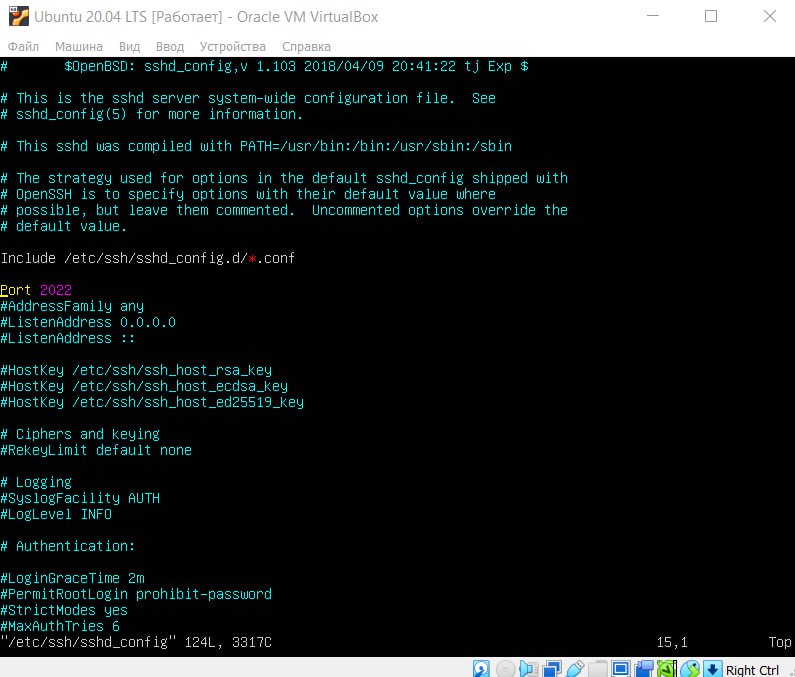 Ubuntu 20.04 LTS [Работает] - Oracle VM VirtualBox
Файл Машина Вид Ввод Устройства Справка
#       $OpenBSD: sshd_config,v 1.103 2018/04/09 20:41:22 tj Exp $
# This is the sshd server system-wide configuration file.  See
# sshd_config(5) for more information.
# This sshd was compiled with PATH=/usr/bin:/bin:/usr/sbin:/sbin
# The strategy used for options in the default sshd_config shipped with
# OpenSSH is to specify options with their default value where
# possible, but leave them commented.  Uncommented options override the
# default value.
Include /etc/ssh/sshd_config.d/*.conf
Port 2022
#AddressFamily any
#ListenAddress 0.0.0.0
#ListenAddress ::
#HostKey /etc/ssh/ssh_host_rsa_key
#HostKey /etc/ssh/ssh_host_ecdsa_key
#HostKey /etc/ssh/ssh_host_ed25519_key
# Ciphers and keying
#RekeyLimit default none
# Logging
#SyslogFacility AUTH
#LogLevel INFO
# Authentication:
#LoginGraceTime 2m
#PermitRootLogin prohibit-password
#StrictModes yes
#MaxAuthTries 6
"/etc/ssh/sshd_config" 124L, 3317C 15,1 Top
Right Ctrl